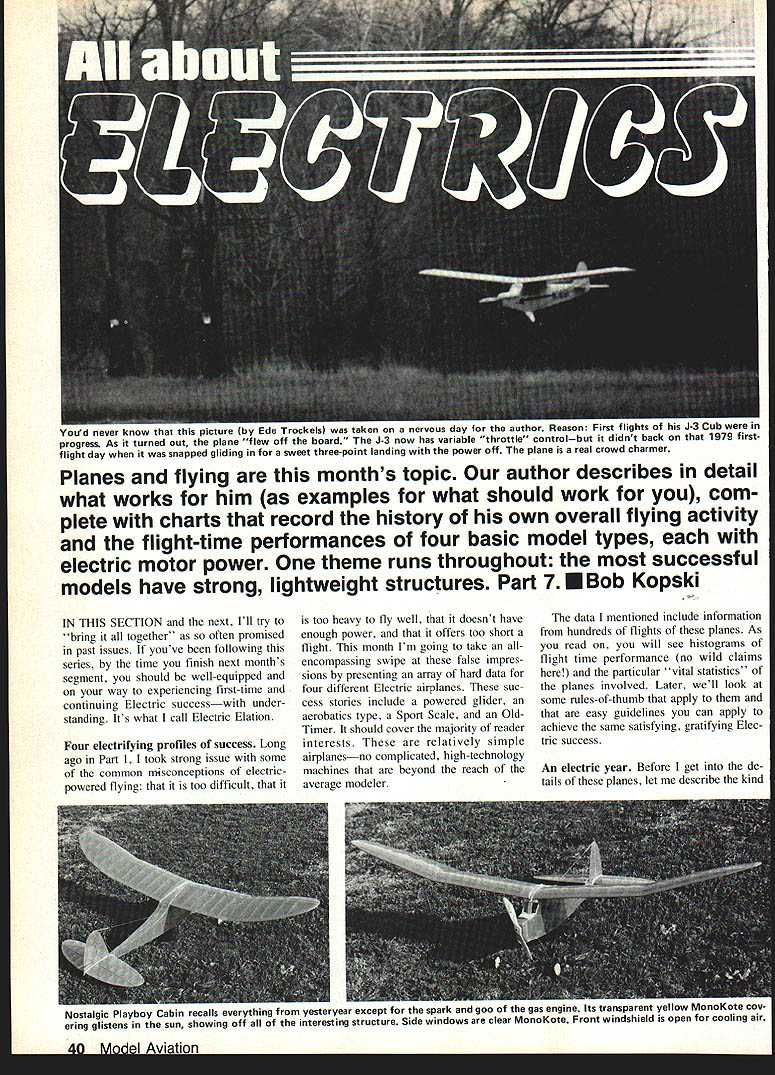 All about
ELECTRICS
You'd never know that this picture (by Ede Trockels) was taken on a nervous day for the author. Reason: First flights of his J-3 Cub were in
progress. As it turned out, the plane "flew off the board." The J-3 now has variable "throttle" control—but it didn't back on that 1979 first-
flight day when it was snapped gliding in for a sweet three-point landing with the power off. The plane is a real crowd charmer.
Planes and flying are this month's topic. Our author describes in detail
what works for him (as examples for what should work for you), com-
plete with charts that record the history of his own overall flying activity
and the flight-time performances of four basic model types, each with
electric motor power. One theme runs throughout: the most successful
models have strong, lightweight structures. Part 7. ■Bob Kopski
IN THIS SECTION and the next, I'll try to
"bring it all together" as so often promised
in past issues. If you've been following this
series, by the time you finish next month's
segment, you should be well-equipped and
on your way to experiencing first-time and
continuing Electric success—with under-
standing. It's what I call Electric Elation.
Four electrifying profiles of success. Long
ago in Part 1, I took strong issue with some
of the common misconceptions of electric-
powered flying: that it is too difficult, that it
is too heavy to fly well, that it doesn't have
enough power, and that it offers too short a
flight. This month I'm going to take an all-
encompassing swipe at these false impres-
sions by presenting an array of hard data for
four different Electric airplanes. These suc-
cess stories include a powered glider, an
aerobatics type, a Sport Scale, and an Old-
Timer. It should cover the majority of reader
interests. These are relatively simple
airplanes—no complicated, high-technology
machines that are beyond the reach of the
average modeler.
The data I mentioned include information
from hundreds of flights of these planes. As
you read on, you will see histograms of
flight time performance (no wild claims
here!) and the particular "vital statistics" of
the planes involved. Later, we'll look at
some rules-of-thumb that apply to them and
that are easy guidelines you can apply to
achieve the same satisfying, gratifying Elec-
tric success.
An electric year. Before I get into the de-
tails of these planes, let me describe the kind
Nostalgic Playboy Cabin recalls everything from yesteryear except for the spark and goo of the gas engine. Its transparent yellow MonoKote cov-
ering glistens in the sun, showing off all of the interesting structure. Side windows are clear MonoKote. Front windshield is open for cooling air.
40 Model Aviation